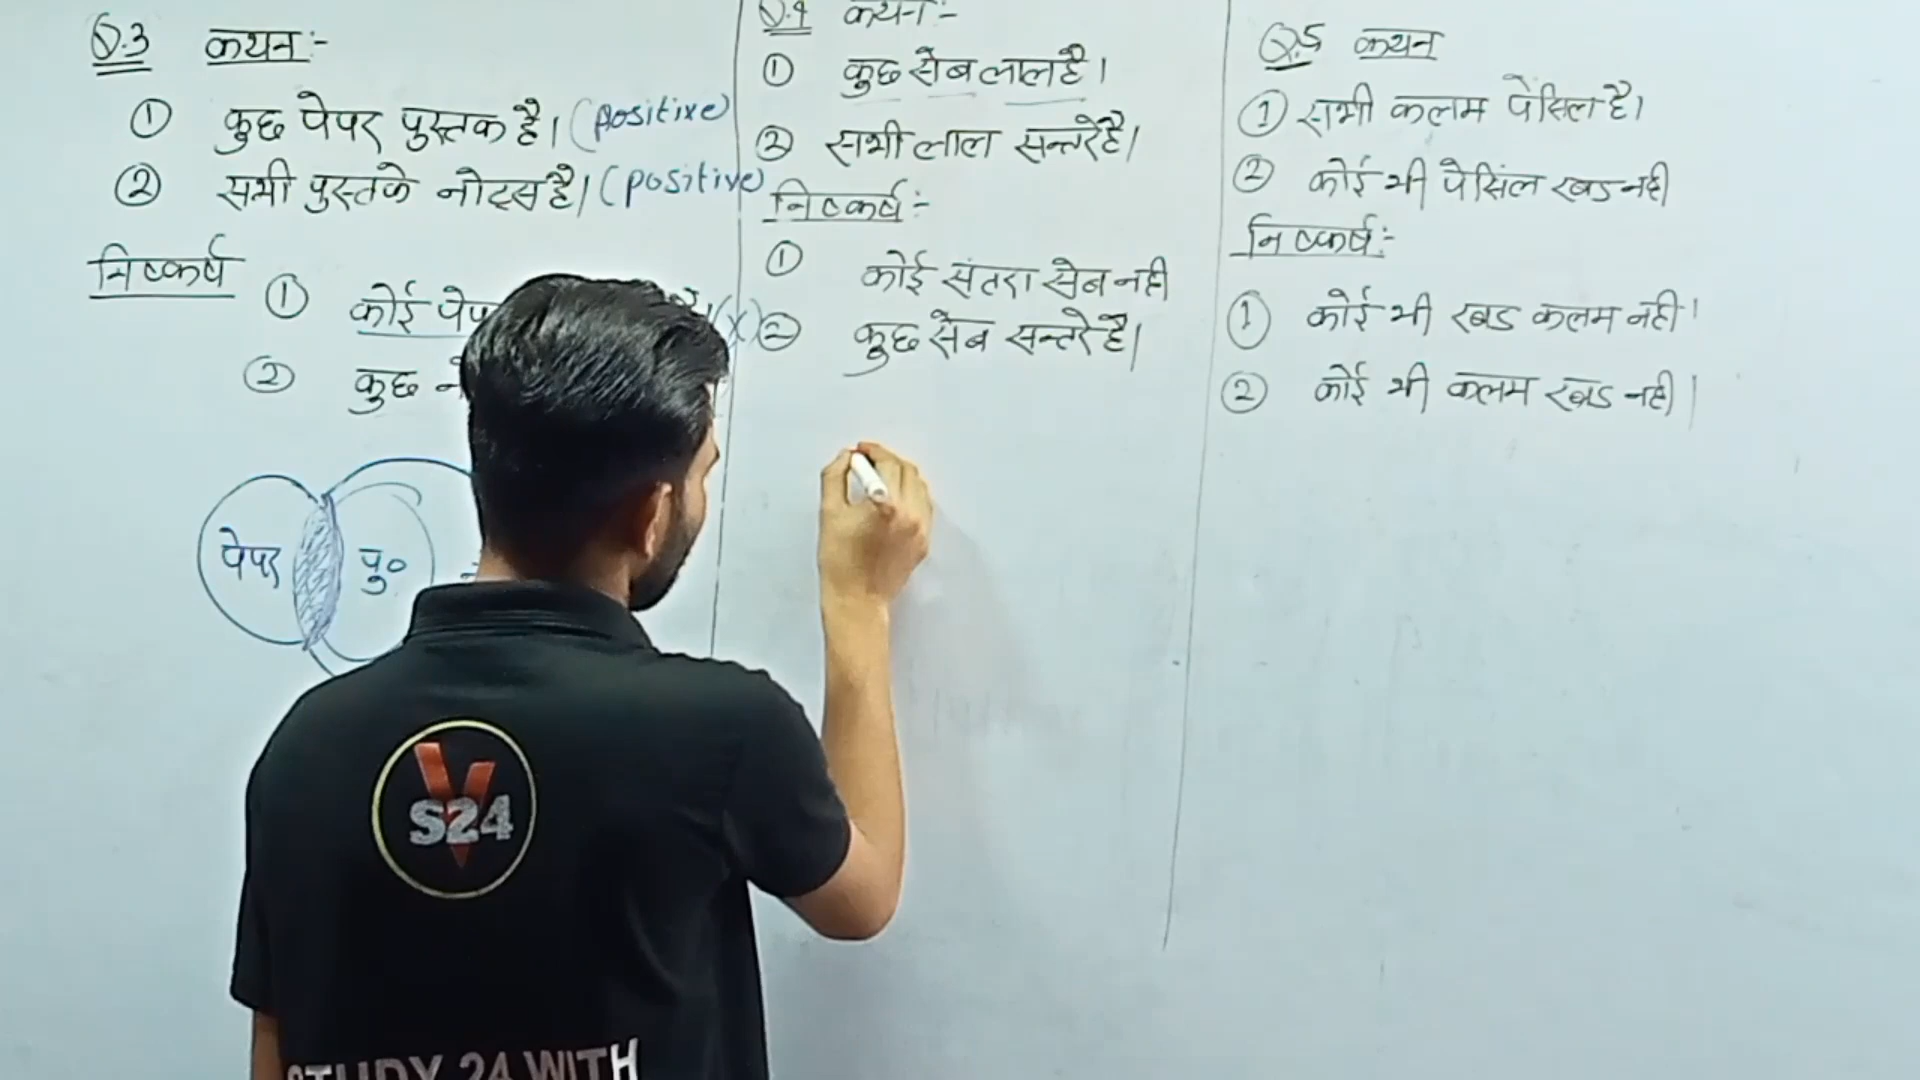 Q.3 कथन:-
① कुछ पेपर पुस्तक है। (positive)
② सभी पुस्तके नोट्स है। (positive)
निष्कर्ष
① कोई
(x)
② कुछ
पेपर
पु०
Q.4 कथन:-
① कुछ सेब लाल है।
② सभी लाल सन्तरे है।
निष्कर्ष:-
① कोई संतरा सेब नही
② कुछ सेब सन्तरे है।
Q.5 कथन
① सभी कलम पेंसिल है।
② कोई भी पेसिंल रबड नही
निष्कर्ष:-
① कोई भी रबड कलम नही।
② कोई भी कलम रबड नही।
V
S24
STUDY 24 WITH